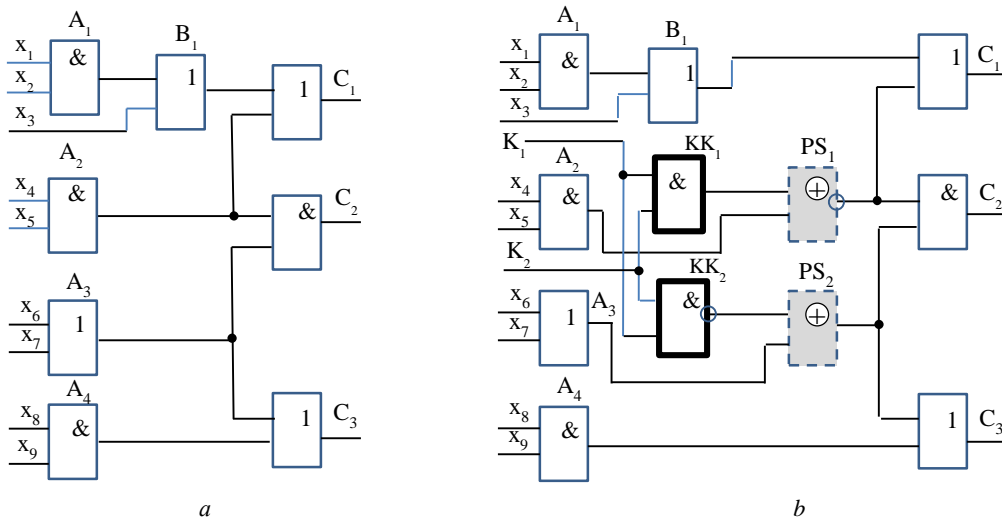 A₁
x₁
x₂
x₃
&
B₁
1
1
C₁
A₂
x₄
x₅
&
&
C₂
A₃
x₆
x₇
1
A₄
x₈
x₉
&
1
C₃
a
A₁
x₁
x₂
x₃
&
B₁
1
1
C₁
K₁
A₂
x₄
x₅
&
KK₁
&
PS₁
+
&
C₂
K₂
KK₂
&
PS₂
+
x₆
x₇
A₃
1
A₄
x₈
x₉
&
1
C₃
b